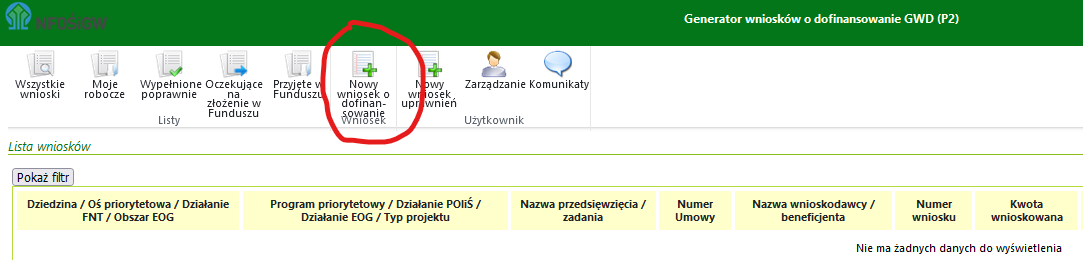 NFOŚiGW
Generator wniosków o dofinansowanie GWD (P2)
Wszystkie
wnioski
Moje
robocze
Wypełnione
poprawnie
Oczekujące
na
złożenie w
Funduszu
Przyjęte w
Funduszu
Nowy
wniosek o
dofinan-
sowanie
Nowy
wniosek
uprawnień
Zarządzanie
Komunikaty
Listy
Wniosek
Użytkownik
Lista wniosków
Pokaż filtr
Dziedzina / Oś priorytetowa / Działanie
FNT / Obszar EOG
Program priorytetowy / Działanie POIiŚ /
Działanie EOG / Typ projektu
Nazwa przedsięwzięcia /
zadania
Numer
Umowy
Nazwa wnioskodawcy /
beneficjenta
Numer
wniosku
Kwota
wnioskowana
Nie ma żadnych danych do wyświetlenia